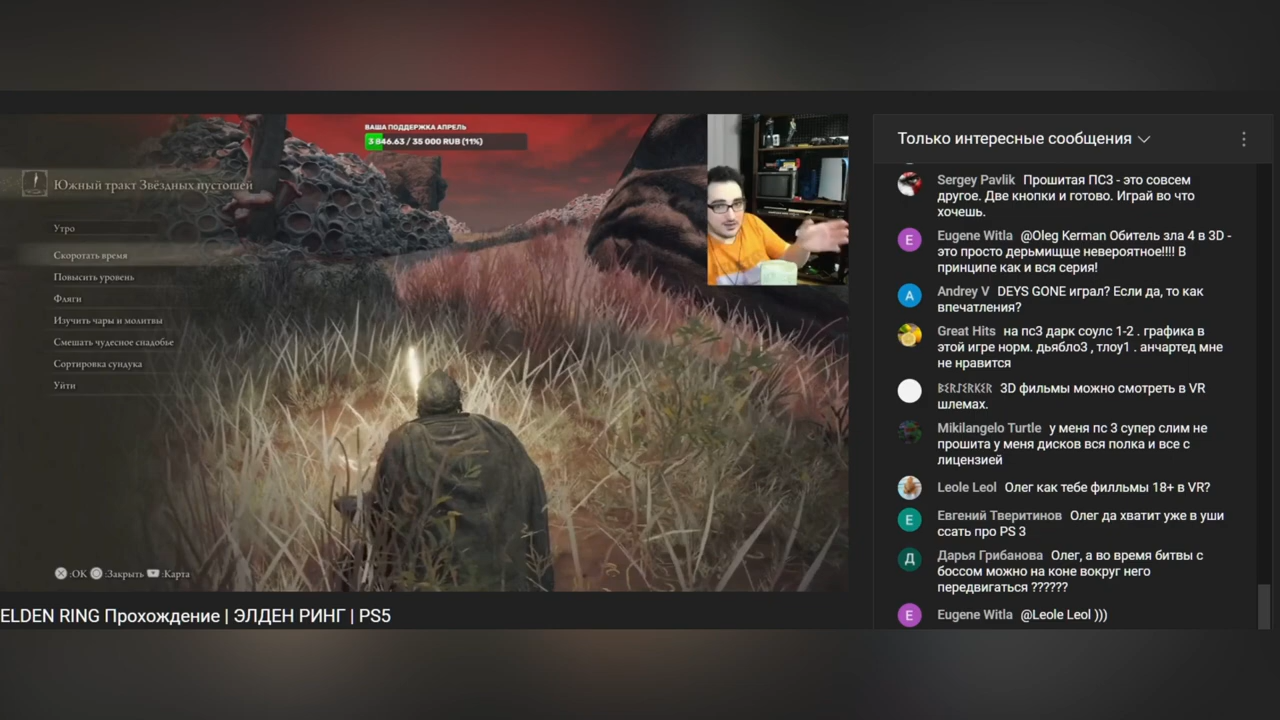 ВАША ПОДДЕРЖКА АПРЕЛЬ
3 846.63 / 35 000 RUB (11%)
Южный тракт Звёздных пустошей
Утро
Скоротать время
Повысить уровень
Фляги
Изучить чары и молитвы
Смешать чудесное снадобье
Сортировка сундука
Уйти
:OK :Закрыть :Карта
ELDEN RING Прохождение | ЭЛДЕН РИНГ | PS5
Только интересные сообщения
Sergey Pavlik Прошитая ПС3 - это совсем
другое. Две кнопки и готово. Играй во что
хочешь.
E
Eugene Witla @Oleg Kerman Обитель зла 4 в 3D -
это просто дерьмищще невероятное!!!! В
принципе как и вся серия!
A
Andrey V DEYS GONE играл? Если да, то как
впечатления?
Great Hits на пс3 дарк соулс 1-2 . графика в
этой игре норм. дьябло3 , тлоу1 . анчартед мне
не нравится
3D фильмы можно смотреть в VR
шлемах.
Mikilangelo Turtle у меня пс 3 супер слим не
прошита у меня дисков вся полка и все с
лицензией
Leole Leol Олег как тебе филльмы 18+ в VR?
Е
Евгений Тверитинов Олег да хватит уже в уши
ссать про PS 3
Д
Дарья Грибанова Олег, а во время битвы с
боссом можно на коне вокруг него
передвигаться ??????
E
Eugene Witla @Leole Leol )))